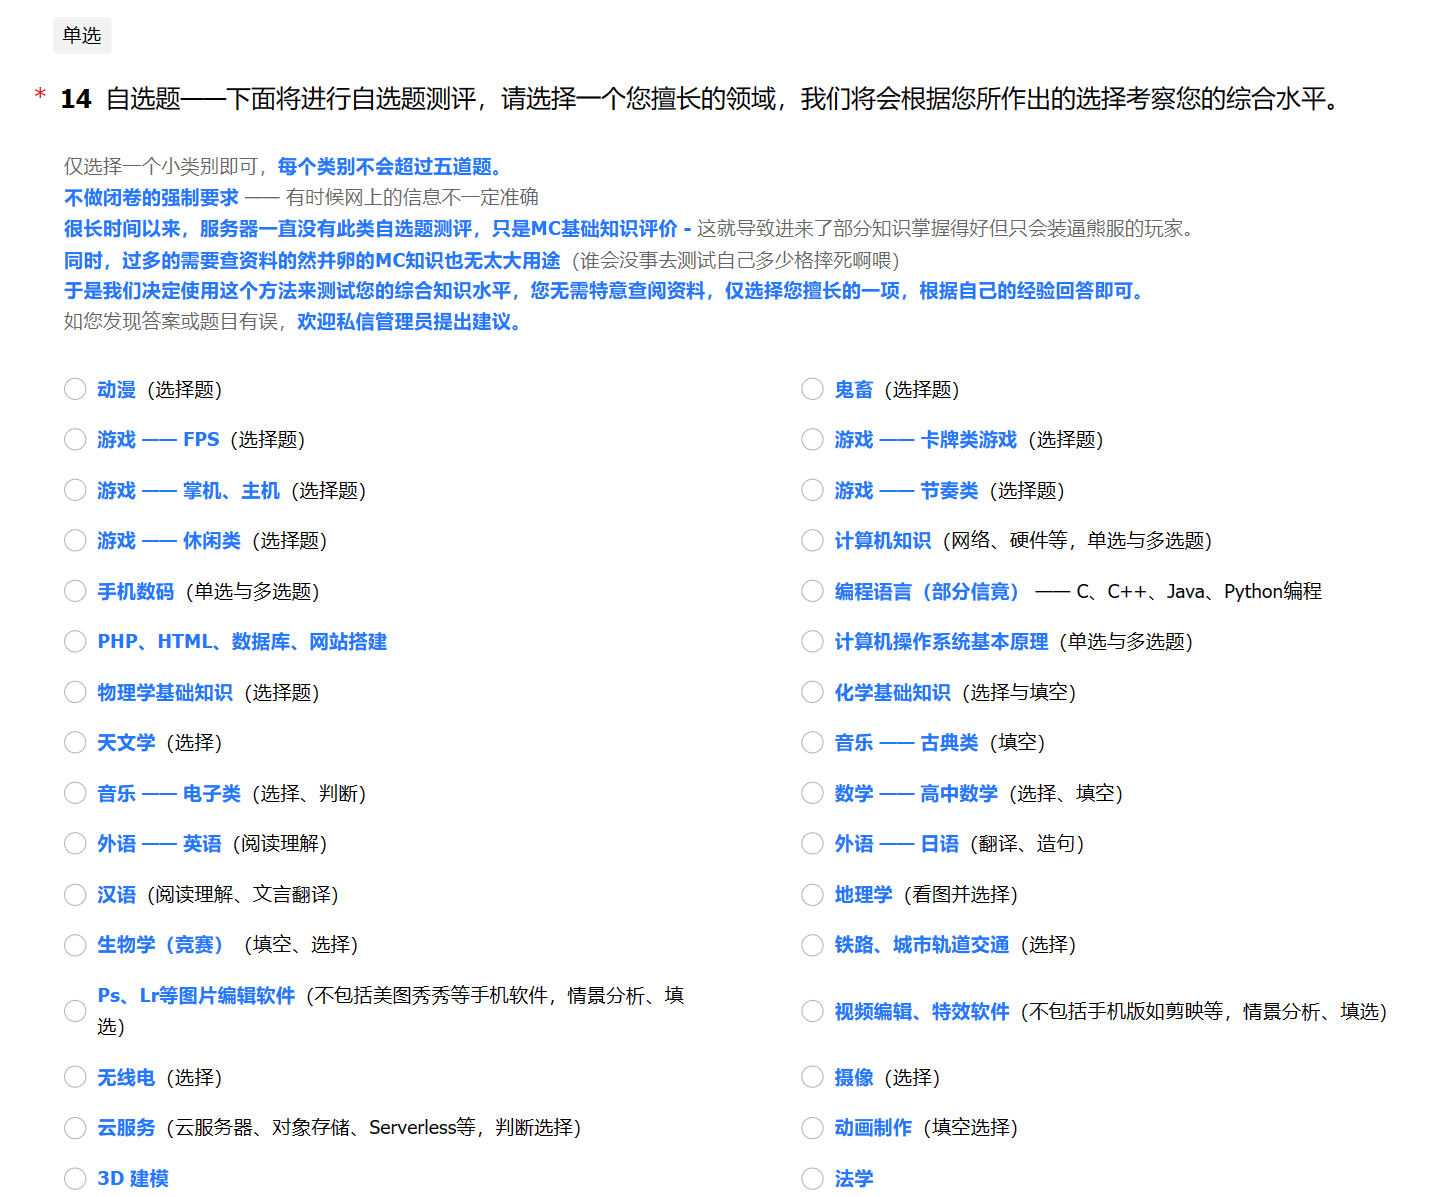 单选
* 14 自选题——下面将进行自选题测评，请选择一个您擅长的领域，我们将会根据您所作出的选择考察您的综合水平。
仅选择一个小类别即可，每个类别不会超过五道题。
不做闭卷的强制要求 —— 有时候网上的信息不一定准确
很长时间以来，服务器一直没有此类自选题测评，只是MC基础知识评价 - 这就导致进来了部分知识掌握得好但只会装逼熊服的玩家。
同时，过多的需要查资料的然并卵的MC知识也无太大用途（谁会没事去测试自己多少格摔死啊喂）
于是我们决定使用这个方法来测试您的综合知识水平，您无需特意查阅资料，仅选择您擅长的一项，根据自己的经验回答即可。
如您发现答案或题目有误，欢迎私信管理员提出建议。
动漫（选择题）
鬼畜（选择题）
游戏 —— FPS（选择题）
游戏 —— 卡牌类游戏（选择题）
游戏 —— 掌机、主机（选择题）
游戏 —— 节奏类（选择题）
游戏 —— 休闲类（选择题）
计算机知识（网络、硬件等，单选与多选题）
手机数码（单选与多选题）
编程语言（部分信竟） —— C、C++、Java、Python编程
PHP、HTML、数据库、网站搭建
计算机操作系统基本原理（单选与多选题）
物理学基础知识（选择题）
化学基础知识（选择与填空）
天文学（选择）
音乐 —— 古典类（填空）
音乐 —— 电子类（选择、判断）
数学 —— 高中数学（选择、填空）
外语 —— 英语（阅读理解）
外语 —— 日语（翻译、造句）
汉语（阅读理解、文言翻译）
地理学（看图并选择）
生物学（竞赛）（填空、选择）
铁路、城市轨道交通（选择）
Ps、Lr等图片编辑软件（不包括美图秀秀等手机软件，情景分析、填
选）
视频编辑、特效软件（不包括手机版如剪映等，情景分析、填选）
无线电（选择）
摄像（选择）
云服务（云服务器、对象存储、Serverless等，判断选择）
动画制作（填空选择）
3D 建模
法学